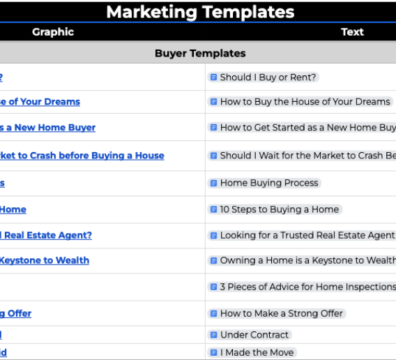 Marketing Templates
Graphic Text
Buyer Templates
? Should I Buy or Rent?
se of Your Dreams How to Buy the House of Your Dreams
s a New Home Buyer How to Get Started as a New Home Buy
ket to Crash before Buying a House Should I Wait for the Market to Crash Be
s Home Buying Process
Home 10 Steps to Buying a Home
l Real Estate Agent? Looking for a Trusted Real Estate Agent
Keystone to Wealth Owning a Home is a Keystone to Wealth
3 Pieces of Advice for Home Inspections
g Offer How to Make a Strong Offer
Under Contract
I Made the Move